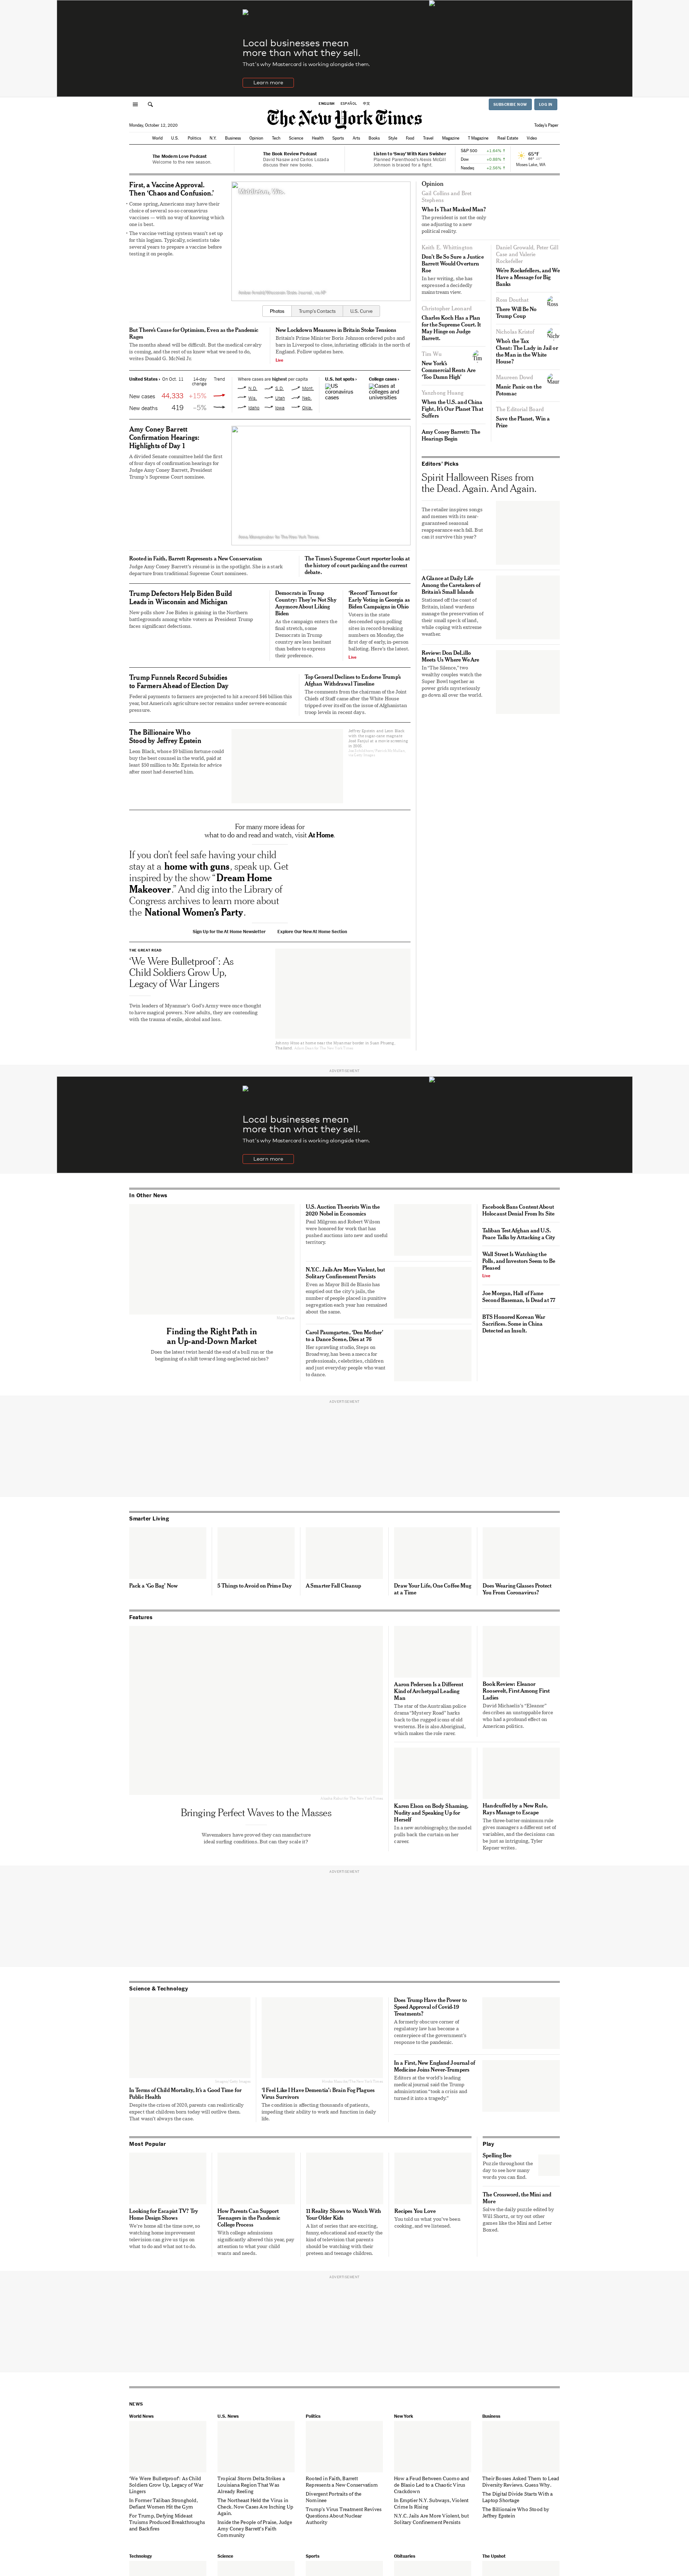 Local businesses mean
more than what they sell.
That's why Mastercard is working alongside them.
Learn more
ENGLISH ESPAÑOL 中文
SUBSCRIBE NOW LOG IN
The New York Times
Monday, October 12, 2020
Today's Paper
World U.S. Politics N.Y. Business Opinion Tech Science Health Sports Arts Books Style Food Travel Magazine T Magazine Real Estate Video
The Modern Love Podcast
Welcome to the new season.
The Book Review Podcast
David Nasaw and Carlos Lozada
discuss their new books.
Listen to 'Sway' With Kara Swisher
Planned Parenthood's Alexis McGill
Johnson is braced for a fight.
S&P 500 +1.64% ↑
Dow +0.88% ↑
Nasdaq +2.56% ↑
65°F
Moses Lake, WA
First, a Vaccine Approval.
Then 'Chaos and Confusion.'
Come spring, Americans may have their
choice of several so-so coronavirus
vaccines — with no way of knowing which
one is best.
The vaccine vetting system wasn't set up
for this logjam. Typically, scientists take
several years to prepare a vaccine before
testing it on people.
Middleton, Wis.
Photos Trump's Contacts U.S. Curve
But There's Cause for Optimism, Even as the Pandemic
Rages
The months ahead will be difficult. But the medical cavalry
is coming, and the rest of us know what we need to do,
writes Donald G. McNeil Jr.
New Lockdown Measures in Britain Stoke Tensions
Britain's Prime Minister Boris Johnson ordered pubs and
bars in Liverpool to close, infuriating officials in the north of
England. Follow updates here.
Live
United States › On Oct. 11 14-day change Trend
New cases 44,333 +15%
New deaths 419 –5%
Where cases are highest per capita
N.D. S.D. Mont.
Wis. Utah Neb.
Idaho Iowa Okla.
U.S. hot spots ›
US
coronavirus
cases
College cases ›
Cases at
colleges and
universities
Amy Coney Barrett
Confirmation Hearings:
Highlights of Day 1
A divided Senate committee held the first
of four days of confirmation hearings for
Judge Amy Coney Barrett, President
Trump's Supreme Court nominee.
Rooted in Faith, Barrett Represents a New Conservatism
Judge Amy Coney Barrett's resume is in the spotlight. She is a stark
departure from traditional Supreme Court nominees.
The Times's Supreme Court reporter looks at
the history of court packing and the current
debate.
Trump Defectors Help Biden Build
Leads in Wisconsin and Michigan
New polls show Joe Biden is gaining in the Northern
battlegrounds among white voters as President Trump
faces significant defections.
Democrats in Trump
Country: They're Not Shy
Anymore About Liking
Biden
As the campaign enters the
final stretch, some
Democrats in Trump
country are less hesitant
than before to express
their preference.
'Record' Turnout for
Early Voting in Georgia as
Biden Campaigns in Ohio
Voters in the state
descended upon polling
sites in record-breaking
numbers on Monday, the
first day of early, in-person
balloting. Here's the latest.
Live
Trump Funnels Record Subsidies
to Farmers Ahead of Election Day
Federal payments to farmers are projected to hit a record $46 billion this
year, but America's agriculture sector remains under severe economic
pressure.
Top General Declines to Endorse Trump's
Afghan Withdrawal Timeline
The comments from the chairman of the Joint
Chiefs of Staff came after the White House
tripped over itself on the issue of Afghanistan
troop levels in recent days.
The Billionaire Who
Stood by Jeffrey Epstein
Leon Black, whose $9 billion fortune could
buy the best counsel in the world, paid at
least $50 million to Mr. Epstein for advice
after most had deserted him.
For many more ideas for
what to do and read and watch, visit At Home.
If you don't feel safe having your child
stay at a home with guns, speak up. Get
inspired by the show "Dream Home
Makeover." And dig into the Library of
Congress archives to learn more about
the National Women's Party.
Sign Up for the At Home Newsletter Explore Our New At Home Section
THE GREAT READ
'We Were Bulletproof': As
Child Soldiers Grow Up,
Legacy of War Lingers
Twin leaders of Myanmar's God's Army were once thought
to have magical powers. Now adults, they are contending
with the trauma of exile, alcohol and loss.
Opinion
Gail Collins and Bret
Stephens
Who Is That Masked Man?
The president is not the only
one adjusting to a new
political reality.
Keith E. Whittington
Don't Be So Sure a Justice
Barrett Would Overturn
Roe
In her writing, she has
expressed a decidedly
mainstream view.
Christopher Leonard
Charles Koch Has a Plan
for the Supreme Court. It
May Hinge on Judge
Barrett.
Tim Wu
New York's
Commercial Rents Are
'Too Damn High'
Yanzhong Huang
When the U.S. and China
Fight, It's Our Planet That
Suffers
Amy Coney Barrett: The
Hearings Begin
Daniel Gerwald, Peter Gill
Case and Valerie
Rockefeller
We're Rockefellers, and We
Have a Message for Big
Banks
Ross Douthat
There Will Be No
Trump Coup
Nicholas Kristof
Who's the Tax
Cheat: The Lady in Jail or
the Man in the White
House?
Maureen Dowd
Manic Panic on the
Potomac
The Editorial Board
Save the Planet, Win a
Prize
Editors' Picks
Spirit Halloween Rises from
the Dead. Again. And Again.
The retailer inspires songs
and memes with its near-
guaranteed seasonal
reappearance each fall. But
can it survive this year?
A Glance at Daily Life
Among the Caretakers of
Britain's Small Islands
Stationed off the coast of
Britain, island wardens
manage the preservation of
their small speck of land,
while coping with extreme
weather.
Review: Don DeLillo
Meets Us Where We Are
In "The Silence," two
wealthy couples watch the
Super Bowl together as
power grids mysteriously
go down all over the world.
ADVERTISEMENT
Local businesses mean
more than what they sell.
That's why Mastercard is working alongside them.
Learn more
In Other News
Finding the Right Path in
an Up-and-Down Market
Does the latest twist herald the end of a bull run or the
beginning of a shift toward long neglected niches?
U.S. Auction Theorists Win the
2020 Nobel in Economics
Paul Milgrom and Robert Wilson
were honored for work that has
pushed auctions into new and useful
territory.
N.Y.C. Jails Are More Violent, but
Solitary Confinement Persists
Even as Mayor Bill de Blasio has
emptied out the city's jails, the
number of people placed in punitive
segregation each year has remained
about the same.
Carol Paumgarten, 'Den Mother'
to a Dance Scene, Dies at 76
Her sprawling studio, Steps on
Broadway, has been a mecca for
professionals, celebrities, children
and just everyday people who want
to dance.
Facebook Bans Content About
Holocaust Denial From Its Site
Taliban Test Afghan and U.S.
Peace Talks by Attacking a City
Wall Street Is Watching the
Polls, and Investors Seem to Be
Pleased
Live
Joe Morgan, Hall of Fame
Second Baseman, Is Dead at 77
BTS Honored Korean War
Sacrifices. Some in China
Detected an Insult.
ADVERTISEMENT
Smarter Living
Pack a 'Go Bag' Now
5 Things to Avoid on Prime Day
A Smarter Fall Cleanup
Draw Your Life, One Coffee Mug
at a Time
Does Wearing Glasses Protect
You From Coronavirus?
Features
Bringing Perfect Waves to the Masses
Wavemakers have proved they can manufacture
ideal surfing conditions. But can they scale it?
Aaron Pedersen Is a Different
Kind of Archetypal Leading
Man
The star of the Australian police
drama "Mystery Road" harks
back to the rugged icons of old
westerns. He is also Aboriginal,
which makes the role rarer.
Book Review: Eleanor
Roosevelt, First Among First
Ladies
David Michaelis's "Eleanor"
describes an unstoppable force
who had a profound effect on
American politics.
Karen Elson on Body Shaming,
Nudity and Speaking Up for
Herself
In a new autobiography, the model
pulls back the curtain on her
career.
Handcuffed by a New Rule,
Rays Manage to Escape
The three-batter-minimum rule
gives managers a different set of
variables, and the decisions can
be just as intriguing, Tyler
Kepner writes.
ADVERTISEMENT
Science & Technology
In Terms of Child Mortality, It's a Good Time for
Public Health
Despite the crises of 2020, parents can realistically
expect that children born today will outlive them.
That wasn't always the case.
'I Feel Like I Have Dementia': Brain Fog Plagues
Virus Survivors
The condition is affecting thousands of patients,
impeding their ability to work and function in daily
life.
Does Trump Have the Power to
Speed Approval of Covid-19
Treatments?
A formerly obscure corner of
regulatory law has become a
centerpiece of the government's
response to the pandemic.
In a First, New England Journal of
Medicine Joins Never-Trumpers
Editors at the world's leading
medical journal said the Trump
administration "took a crisis and
turned it into a tragedy."
Most Popular
Looking for Escapist TV? Try
Home Design Shows
We're home all the time now, so
watching home improvement
television can give us tips on
what to do and what not to do.
How Parents Can Support
Teenagers in the Pandemic
College Process
With college admissions
significantly altered this year, pay
attention to what your child
wants and needs.
11 Reality Shows to Watch With
Your Older Kids
A list of series that are exciting,
funny, educational and exactly the
kind of television that parents
should be watching with their
preteen and teenage children.
Recipes You Love
You told us what you've been
cooking, and we listened.
Play
Spelling Bee
Puzzle throughout the
day to see how many
words you can find.
The Crossword, the Mini and
More
Solve the daily puzzle edited by
Will Shortz, or try out other
games like the Mini and Letter
Boxed.
ADVERTISEMENT
NEWS
World News
'We Were Bulletproof': As Child
Soldiers Grow Up, Legacy of War
Lingers
In Former Taliban Stronghold,
Defiant Women Hit the Gym
For Trump, Defying Mideast
Truisms Produced Breakthroughs
and Backfires
U.S. News
Tropical Storm Delta Strikes a
Louisiana Region That Was
Already Reeling
The Northeast Held the Virus in
Check. Now Cases Are Inching Up
Again.
Inside the People of Praise, Judge
Amy Coney Barrett's Faith
Community
Politics
Rooted in Faith, Barrett
Represents a New Conservatism
Divergent Portraits of the
Nominee
Trump's Virus Treatment Revives
Questions About Nuclear
Authority
New York
How a Feud Between Cuomo and
de Blasio Led to a Chaotic Virus
Crackdown
In Emptier N.Y. Subways, Violent
Crime Is Rising
N.Y.C. Jails Are More Violent, but
Solitary Confinement Persists
Business
Their Bosses Asked Them to Lead
Diversity Reviews. Guess Why.
The Digital Divide Starts With a
Laptop Shortage
The Billionaire Who Stood by
Jeffrey Epstein
Technology Science Sports Obituaries The Upshot